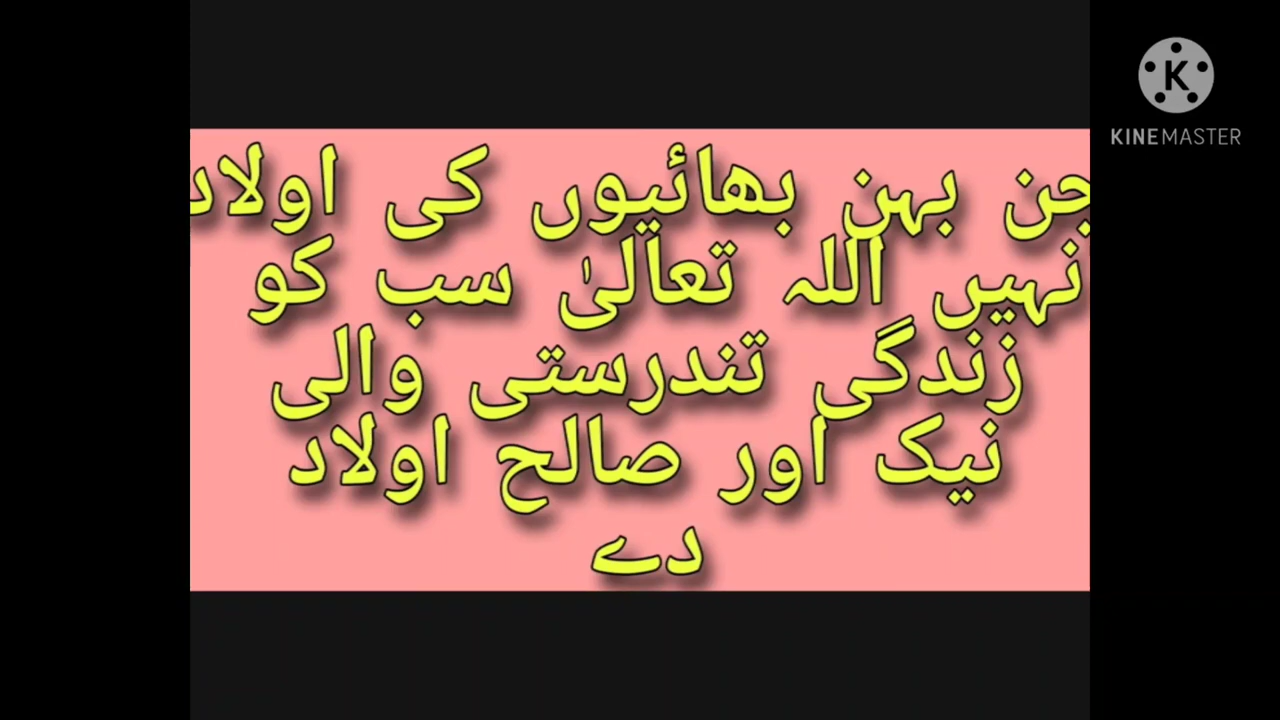 جن بہن بھائیوں کی اولاد
نہیں اللہ تعالیٰ سب کو
زندگی تندرستی والی
نیک اور صالح اولاد
دے
K
KINEMASTER